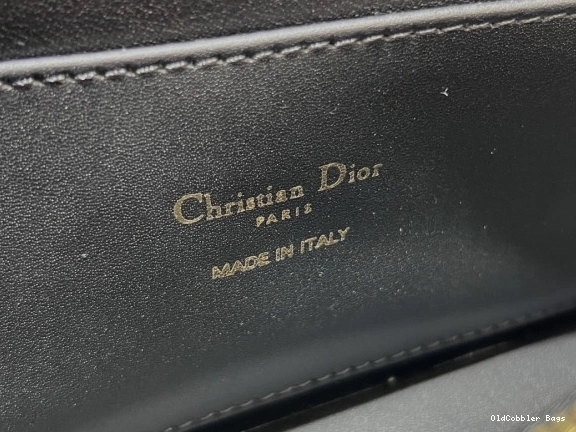 Christian Dior
PARIS
MADE IN ITALY
OldCobbler Bags